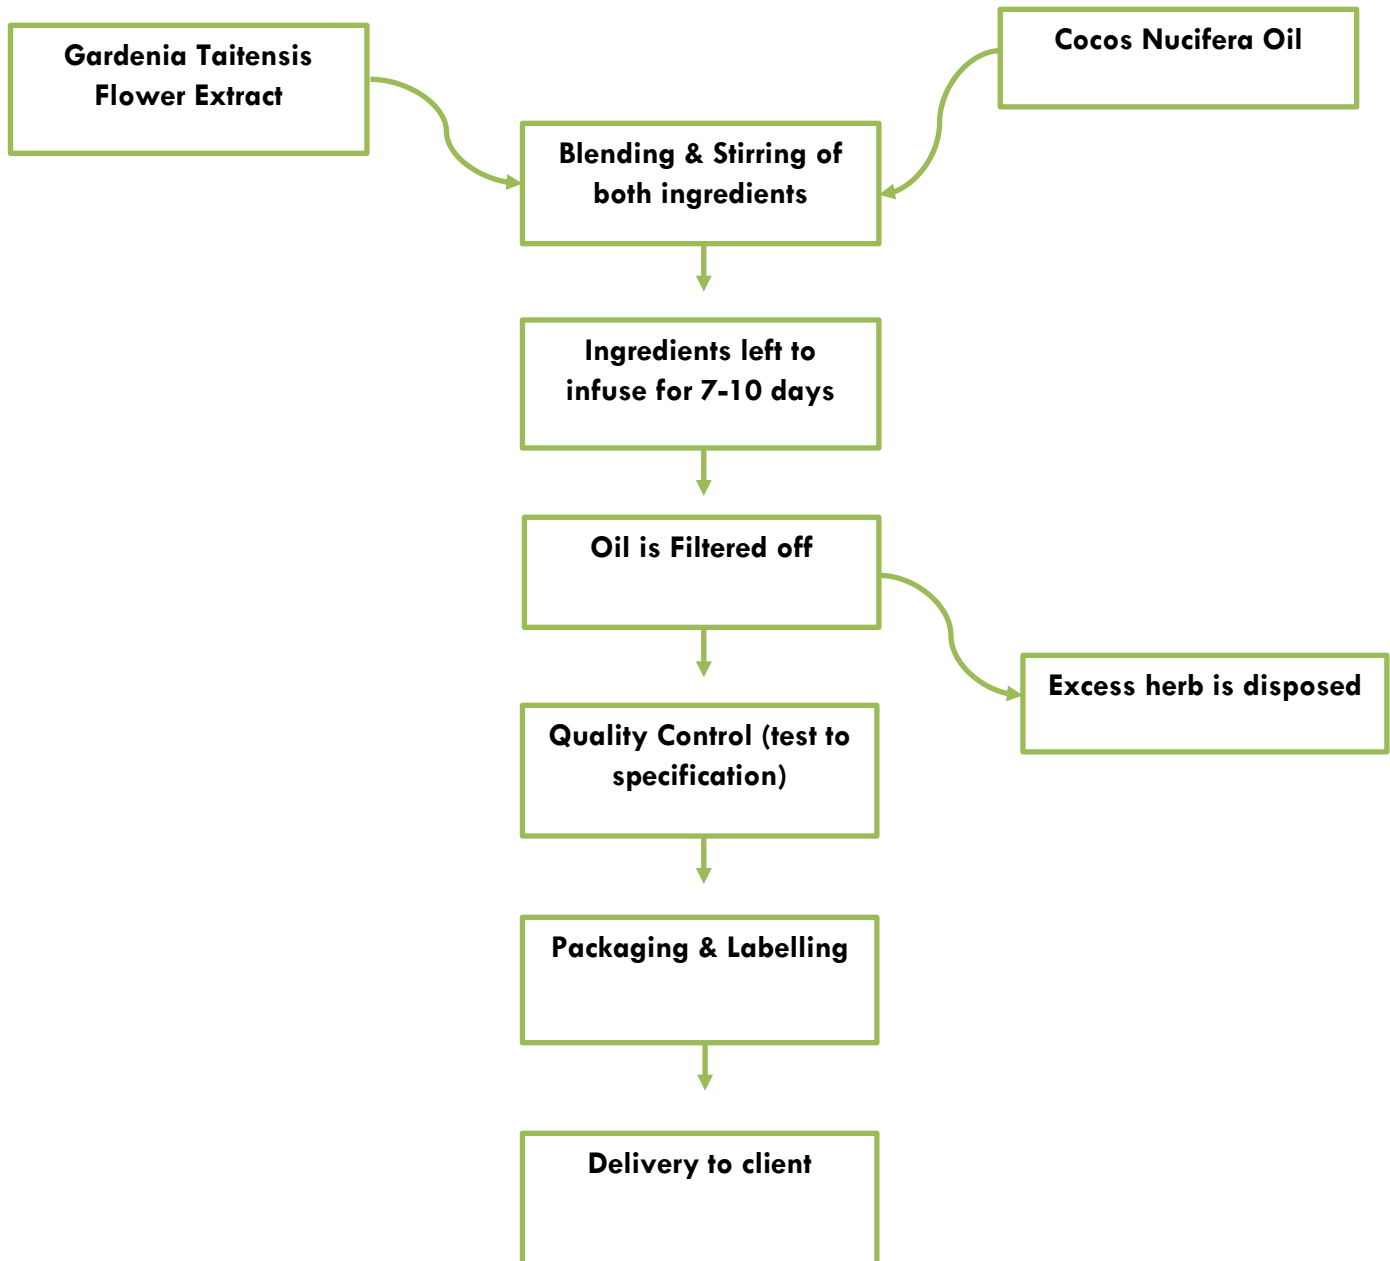 Gardenia Taitensis
Flower Extract
Cocos Nucifera Oil
Blending & Stirring of
both ingredients
Ingredients left to
infuse for 7-10 days
Oil is Filtered off
Excess herb is disposed
Quality Control (test to
specification)
Packaging & Labelling
Delivery to client